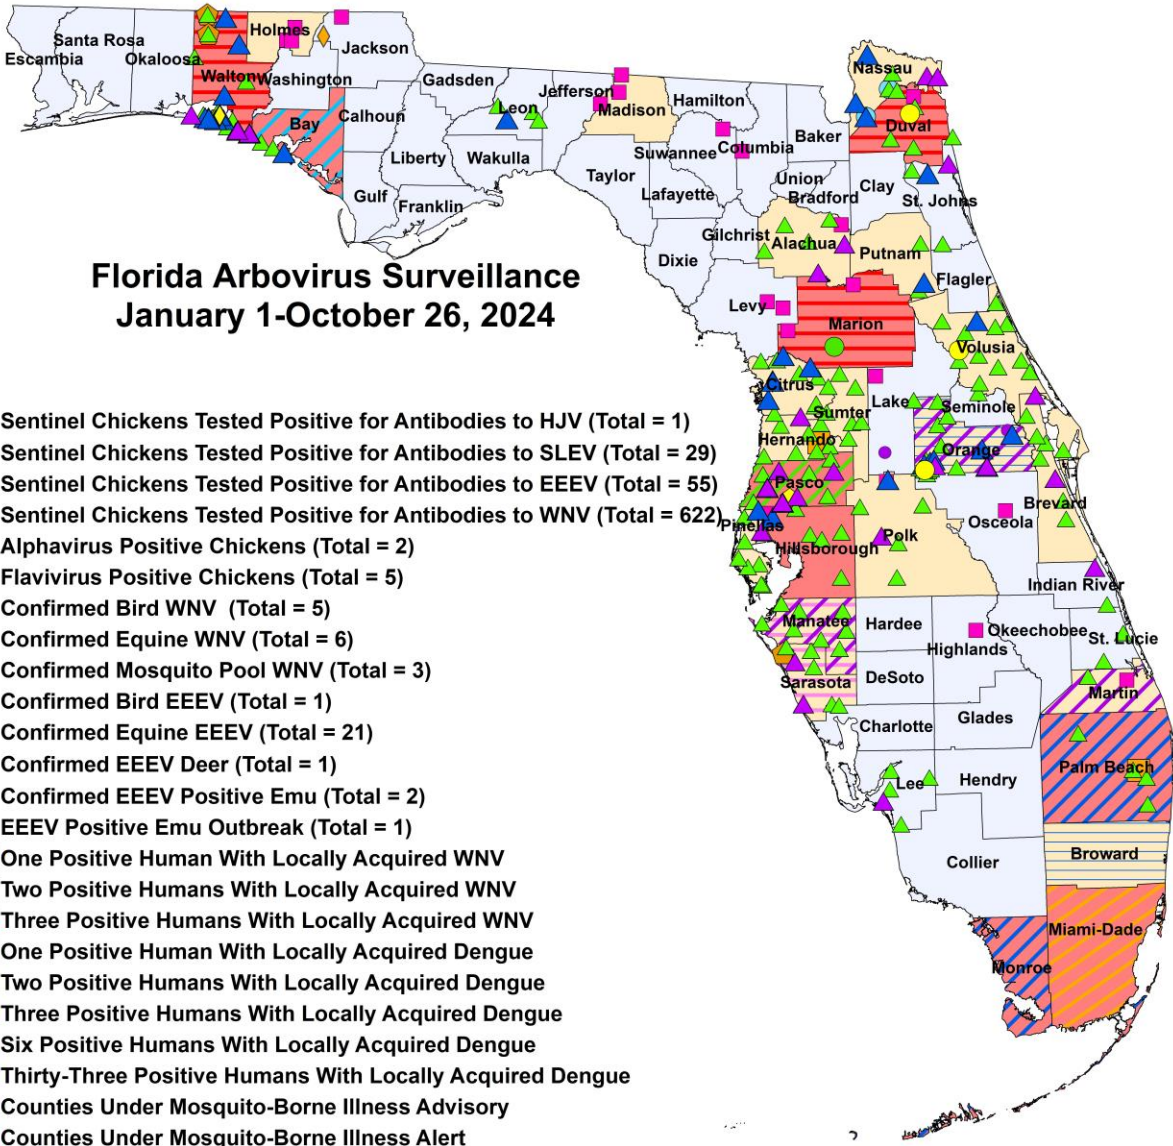 Escambia
Santa Rosa
Okaloosa
Walton
Holmes
Washington
Jackson
Bay
Calhoun
Gulf
Liberty
Gadsden
Franklin
Leon
Wakulla
Jefferson
Madison
Taylor
Hamilton
Suwannee
Lafayette
Dixie
Columbia
Gilchrist
Baker
Union
Bradford
Alachua
Levy
Nassau
Duval
Clay
St. Johns
Putnam
Flagler
Marion
Volusia
Citrus
Sumter
Lake
Seminole
Hernando
Orange
Pasco
Pinellas
Hillsborough
Polk
Osceola
Brevard
Indian River
Manatee
Hardee
Highlands
Okeechobee
St. Lucie
Sarasota
DeSoto
Martin
Charlotte
Glades
Lee
Hendry
Palm Beach
Collier
Broward
Monroe
Miami-Dade
Florida Arbovirus Surveillance
January 1-October 26, 2024
Sentinel Chickens Tested Positive for Antibodies to HJV (Total = 1)
Sentinel Chickens Tested Positive for Antibodies to SLEV (Total = 29)
Sentinel Chickens Tested Positive for Antibodies to EEEV (Total = 55)
Sentinel Chickens Tested Positive for Antibodies to WNV (Total = 622)
Alphavirus Positive Chickens (Total = 2)
Flavivirus Positive Chickens (Total = 5)
Confirmed Bird WNV (Total = 5)
Confirmed Equine WNV (Total = 6)
Confirmed Mosquito Pool WNV (Total = 3)
Confirmed Bird EEEV (Total = 1)
Confirmed Equine EEEV (Total = 21)
Confirmed EEEV Deer (Total = 1)
Confirmed EEEV Positive Emu (Total = 2)
EEEV Positive Emu Outbreak (Total = 1)
One Positive Human With Locally Acquired WNV
Two Positive Humans With Locally Acquired WNV
Three Positive Humans With Locally Acquired WNV
One Positive Human With Locally Acquired Dengue
Two Positive Humans With Locally Acquired Dengue
Three Positive Humans With Locally Acquired Dengue
Six Positive Humans With Locally Acquired Dengue
Thirty-Three Positive Humans With Locally Acquired Dengue
Counties Under Mosquito-Borne Illness Advisory
Counties Under Mosquito-Borne Illness Alert